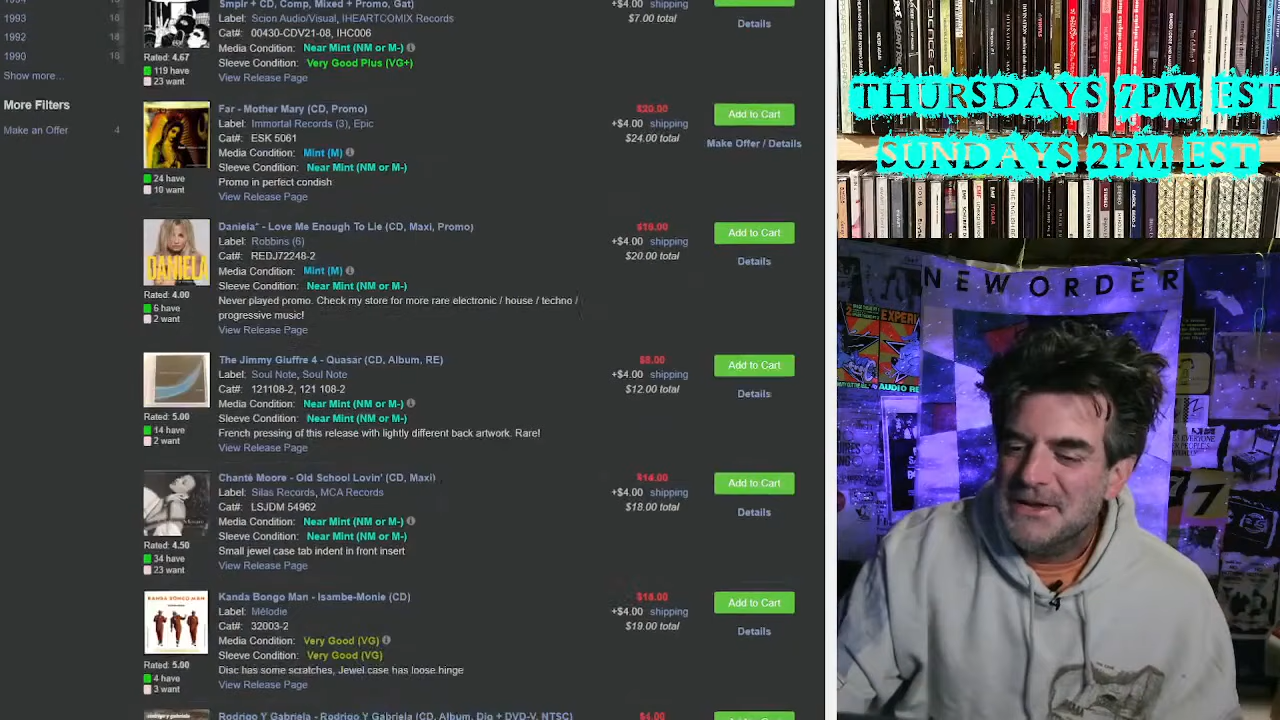 1993
18
1992
18
1990
16
Show more...
More Filters
Make an Offer
4
Smplr + CD, Comp, Mixed + Promo, Gat)
+$4.00 shipping
Label: Scion Audio/Visual, IHEARTCOMIX Records
$7.00 total
Details
Cat#: 00430-CDV21-08, IHC006
Media Condition: Near Mint (NM or M-)
Rated: 4.67
Sleeve Condition: Very Good Plus (VG+)
119 have
23 want
View Release Page
Far - Mother Mary (CD, Promo)
$20.00
Add to Cart
Label: Immortal Records (3), Epic
+$4.00 shipping
Cat#: ESK 5061
$24.00 total
Make Offer / Details
Media Condition: Mint (M)
Sleeve Condition: Near Mint (NM or M-)
24 have
10 want
Promo in perfect condish
View Release Page
Daniela* - Love Me Enough To Lie (CD, Maxi, Promo)
$16.00
Add to Cart
Label: Robbins (6)
+$4.00 shipping
Cat#: REDJ72248-2
$20.00 total
Details
Media Condition: Mint (M)
Sleeve Condition: Near Mint (NM or M-)
DANIELA
Rated: 4.00
6 have
2 want
Never played promo. Check my store for more rare electronic / house / techno /
progressive music!
View Release Page
The Jimmy Giuffre 4 - Quasar (CD, Album, RE)
$8.00
Add to Cart
Label: Soul Note, Soul Note
+$4.00 shipping
Cat#: 121108-2, 121 108-2
$12.00 total
Details
Media Condition: Near Mint (NM or M-)
Rated: 5.00
Sleeve Condition: Near Mint (NM or M-)
14 have
2 want
French pressing of this release with lightly different back artwork. Rare!
View Release Page
Chanté Moore - Old School Lovin' (CD, Maxi)
$14.00
Add to Cart
Label: Silas Records, MCA Records
+$4.00 shipping
Cat#: LSJDM 54962
$18.00 total
Details
Media Condition: Near Mint (NM or M-)
Sleeve Condition: Near Mint (NM or M-)
Rated: 4.50
34 have
23 want
Small jewel case tab indent in front insert
View Release Page
Kanda Bongo Man - Isambe-Monie (CD)
Add to Cart
Label: Mélodie
+$4.00 shipping
Cat#: 32003-2
$19.00 total
Details
Media Condition: Very Good (VG)
Sleeve Condition: Very Good (VG)
KANDA BONGO MAN
Rated: 5.00
4 have
3 want
Disc has some scratches, Jewel case has loose hinge
View Release Page
Rodrigo Y Gabriela - Rodrigo Y Gabriela (CD, Album, Dig + DVD-V, NTSC)
$4.00
THURSDAYS 7PM EST
SUNDAYS 2PM EST
NEW ORDER
EXPERI
AUDIO RE
7